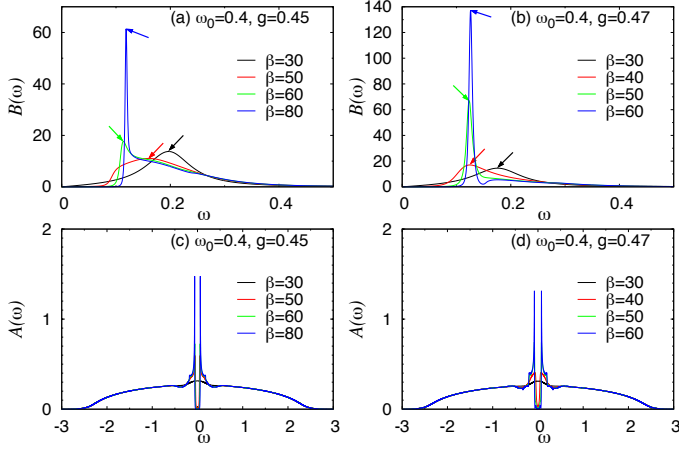 (a) ω₀=0.4, g=0.45
B(ω)
60
40
20
0
β=30
β=50
β=60
β=80
0
0.2
0.4
ω
(b) ω₀=0.4, g=0.47
B(ω)
140
120
100
80
60
40
20
0
β=30
β=40
β=50
β=60
0
0.2
0.4
ω
(c) ω₀=0.4, g=0.45
A(ω)
2
1
0
β=30
β=50
β=60
β=80
-3 -2 -1 0 1 2 3
ω
(d) ω₀=0.4, g=0.47
A(ω)
2
1
0
β=30
β=40
β=50
β=60
-3 -2 -1 0 1 2 3
ω